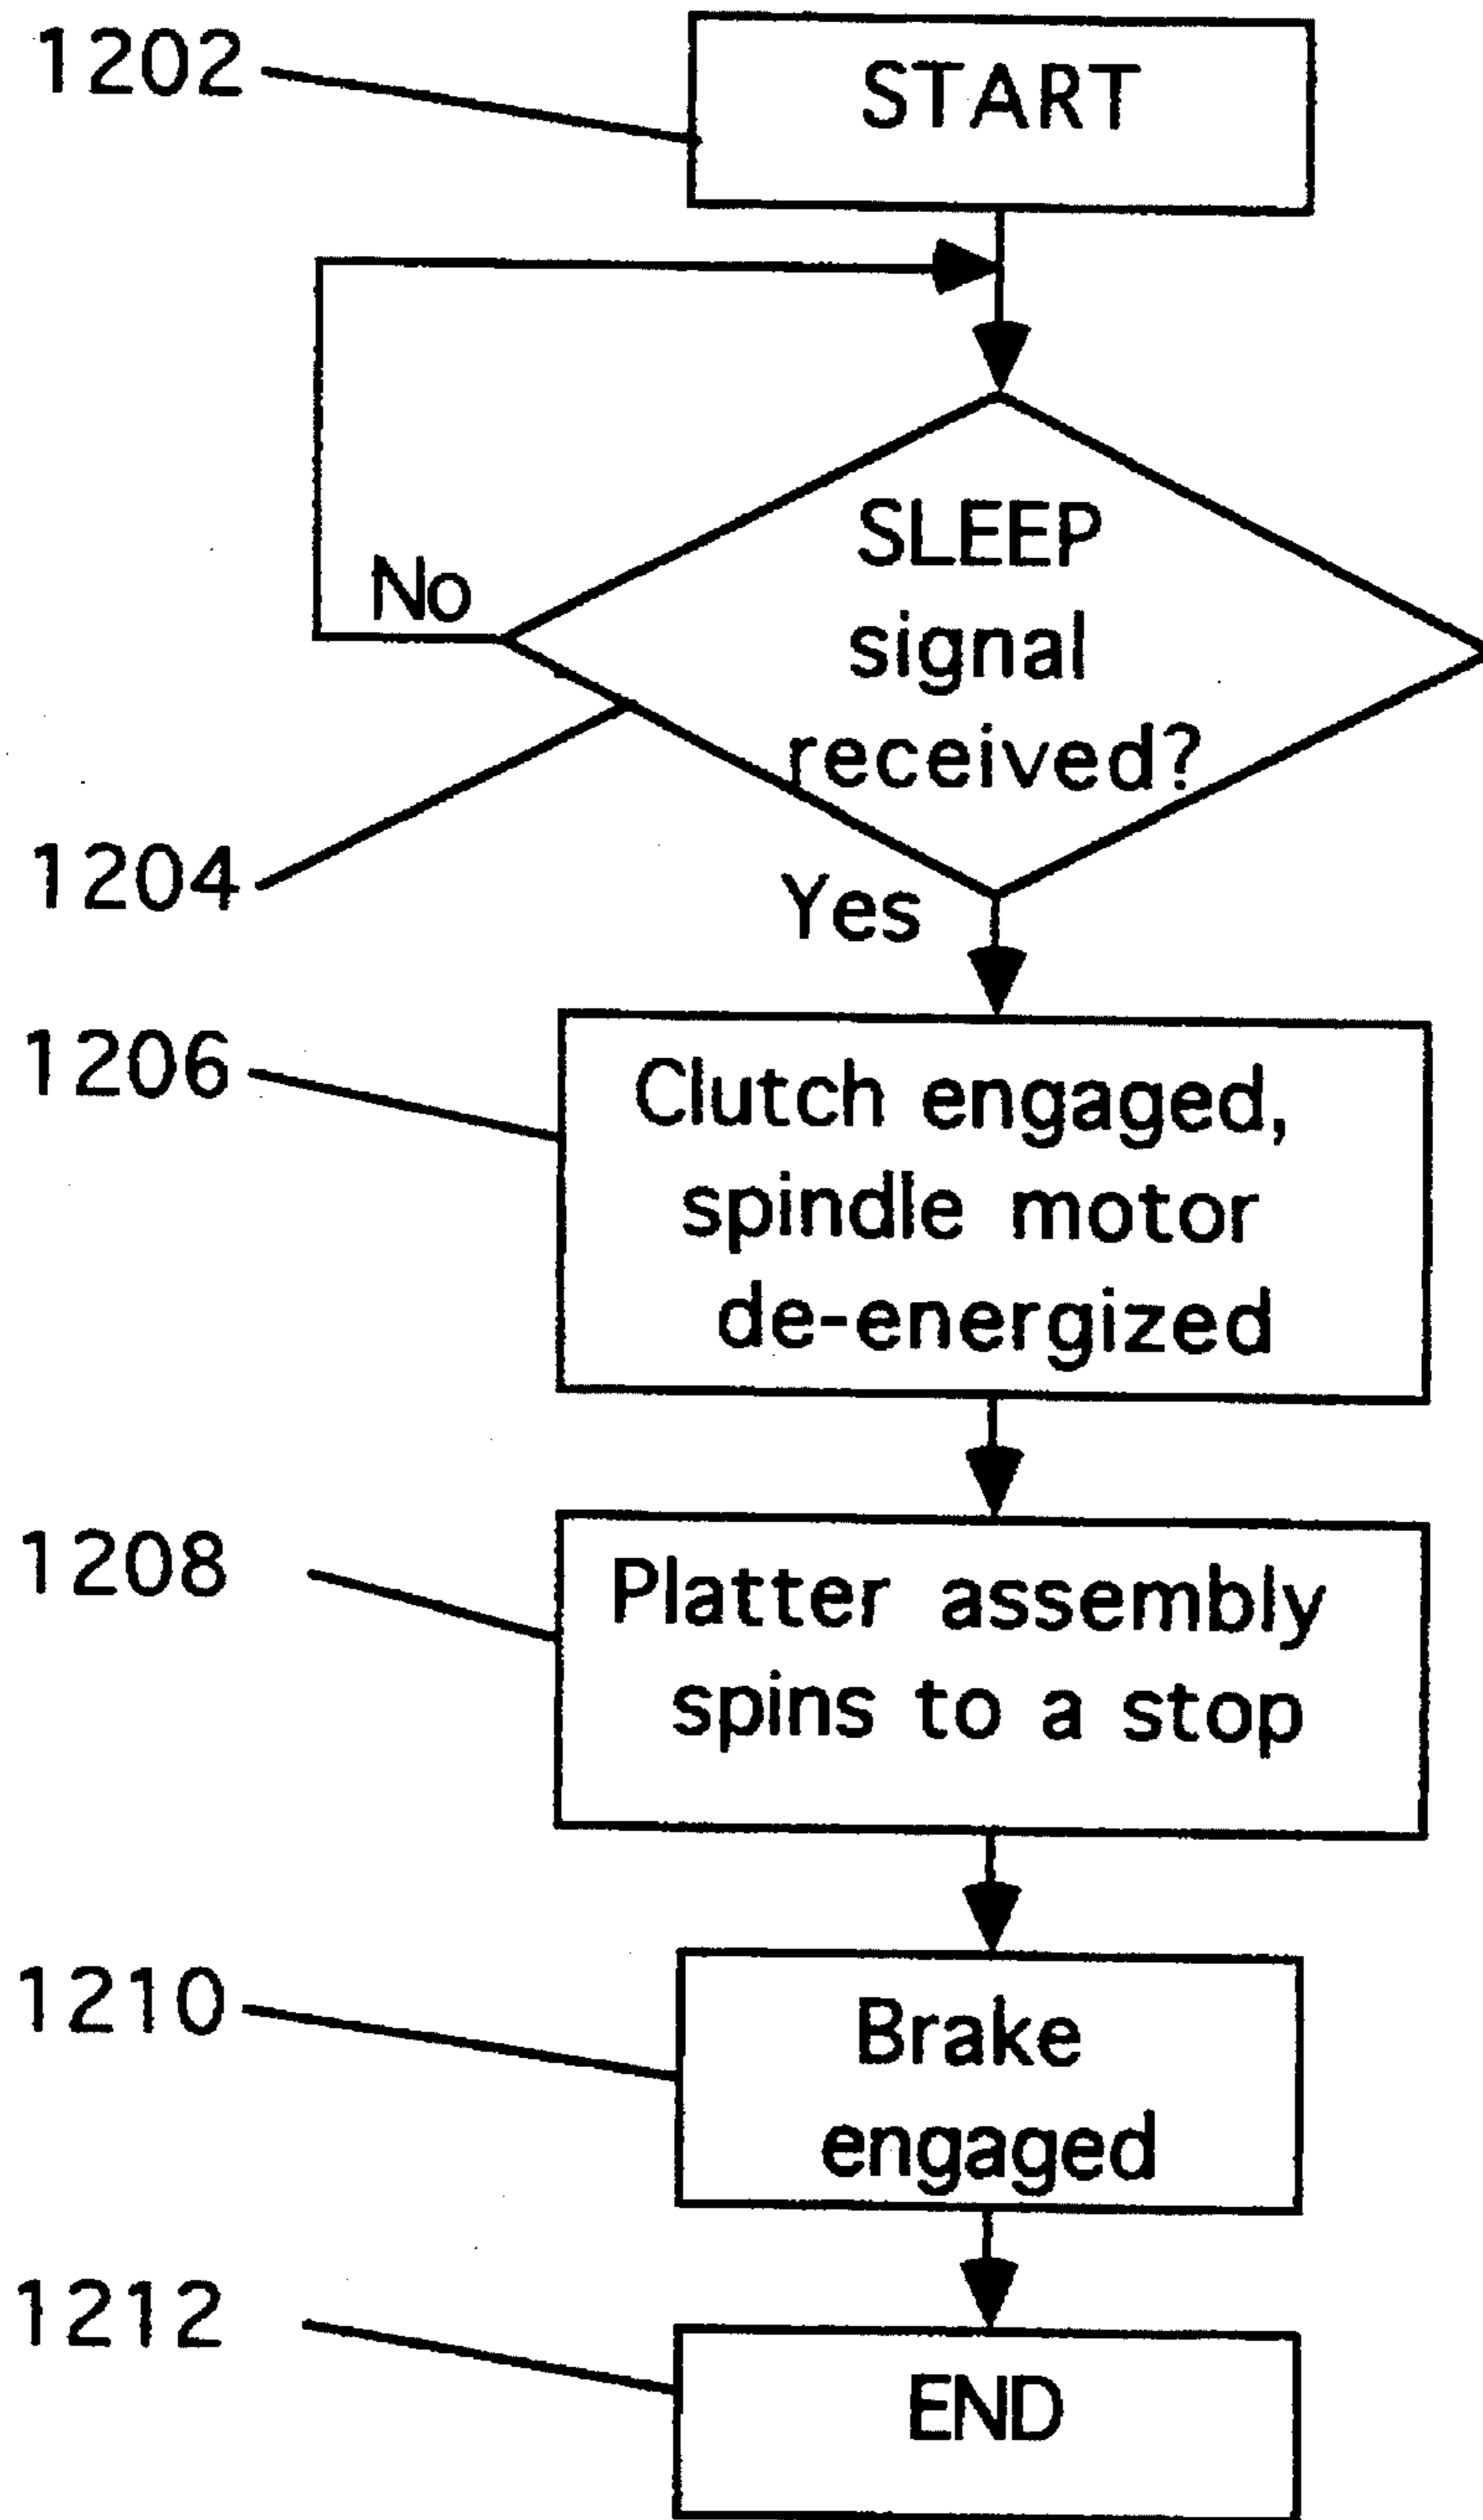 1202
START
SLEEP
signal
received?
No
1204
Yes
1206
Clutch engaged,
spindle motor
de-energized
1208
Platter assembly
spins to a stop
1210
Brake
engaged
1212
END